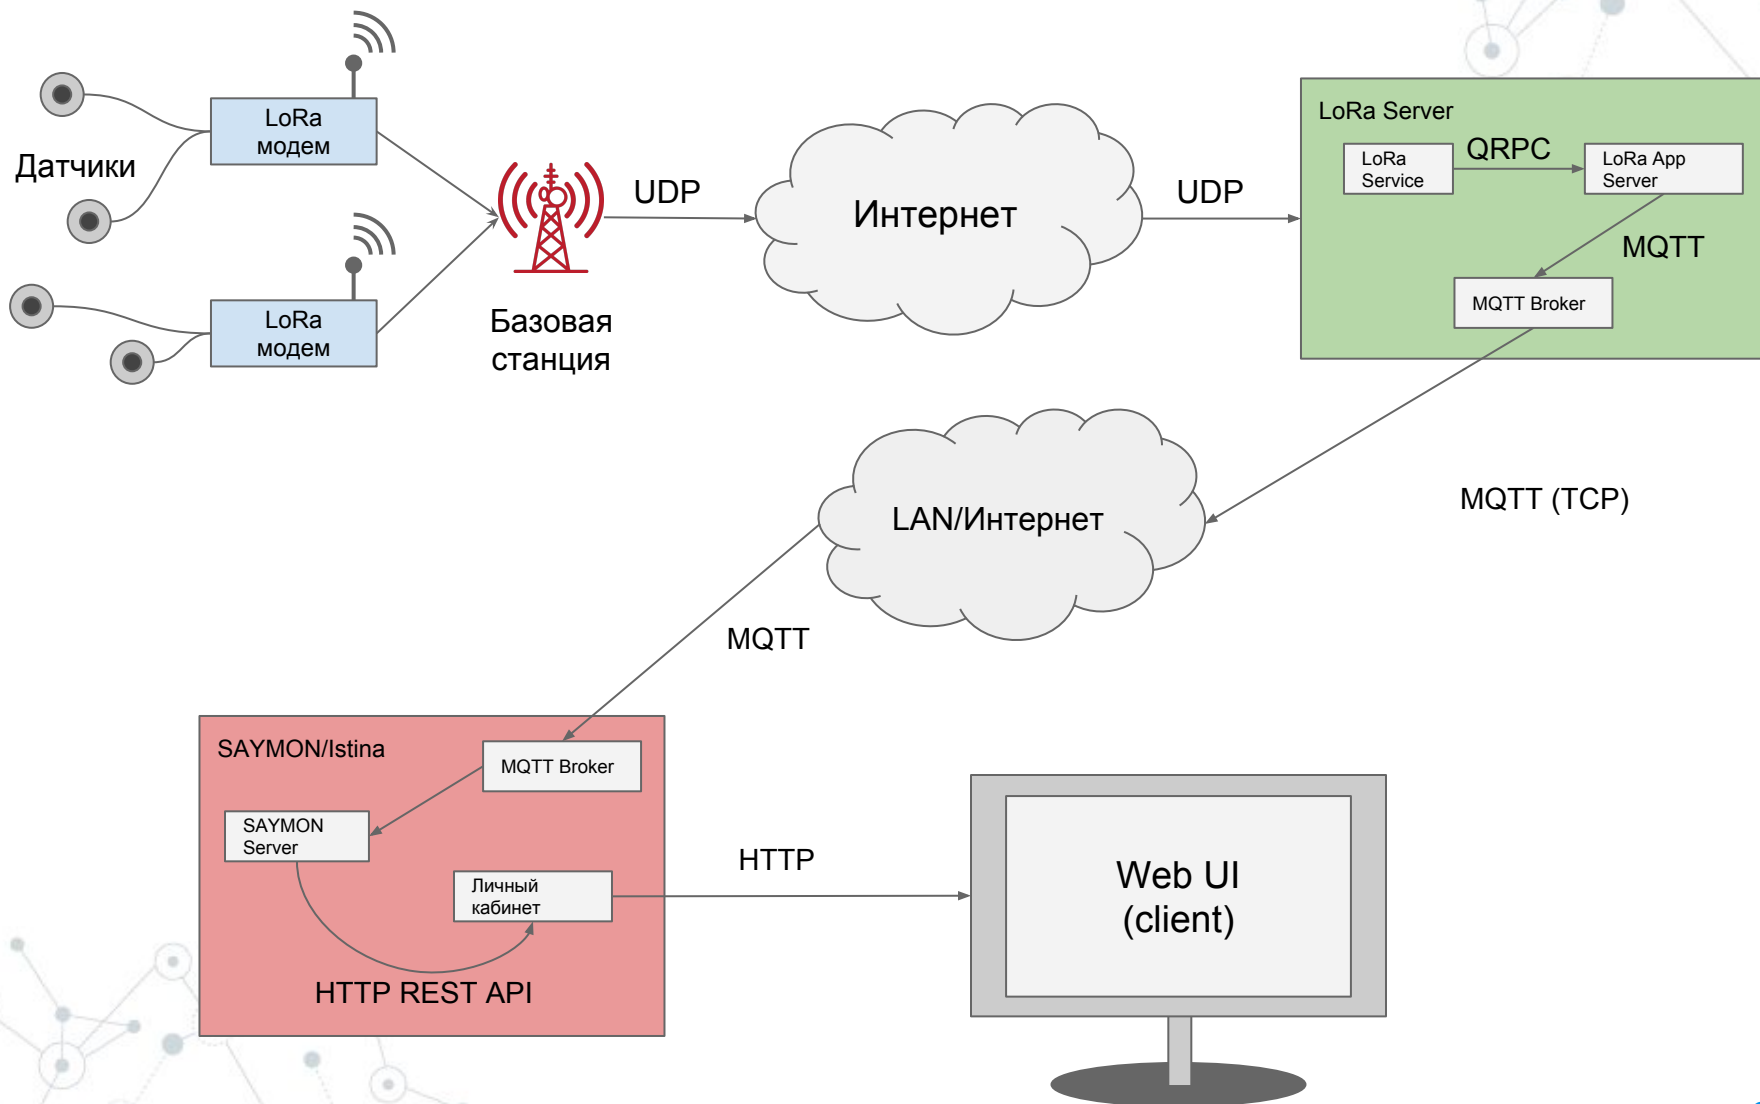 Датчики
LoRa
модем
LoRa
модем
Базовая
станция
UDP
Интернет
UDP
LoRa Server
LoRa
Service
QRPC
LoRa App
Server
MQTT
MQTT Broker
MQTT (TCP)
LAN/Интернет
MQTT
SAYMON/Istina
MQTT Broker
SAYMON
Server
Личный
кабинет
HTTP REST API
HTTP
Web UI
(client)